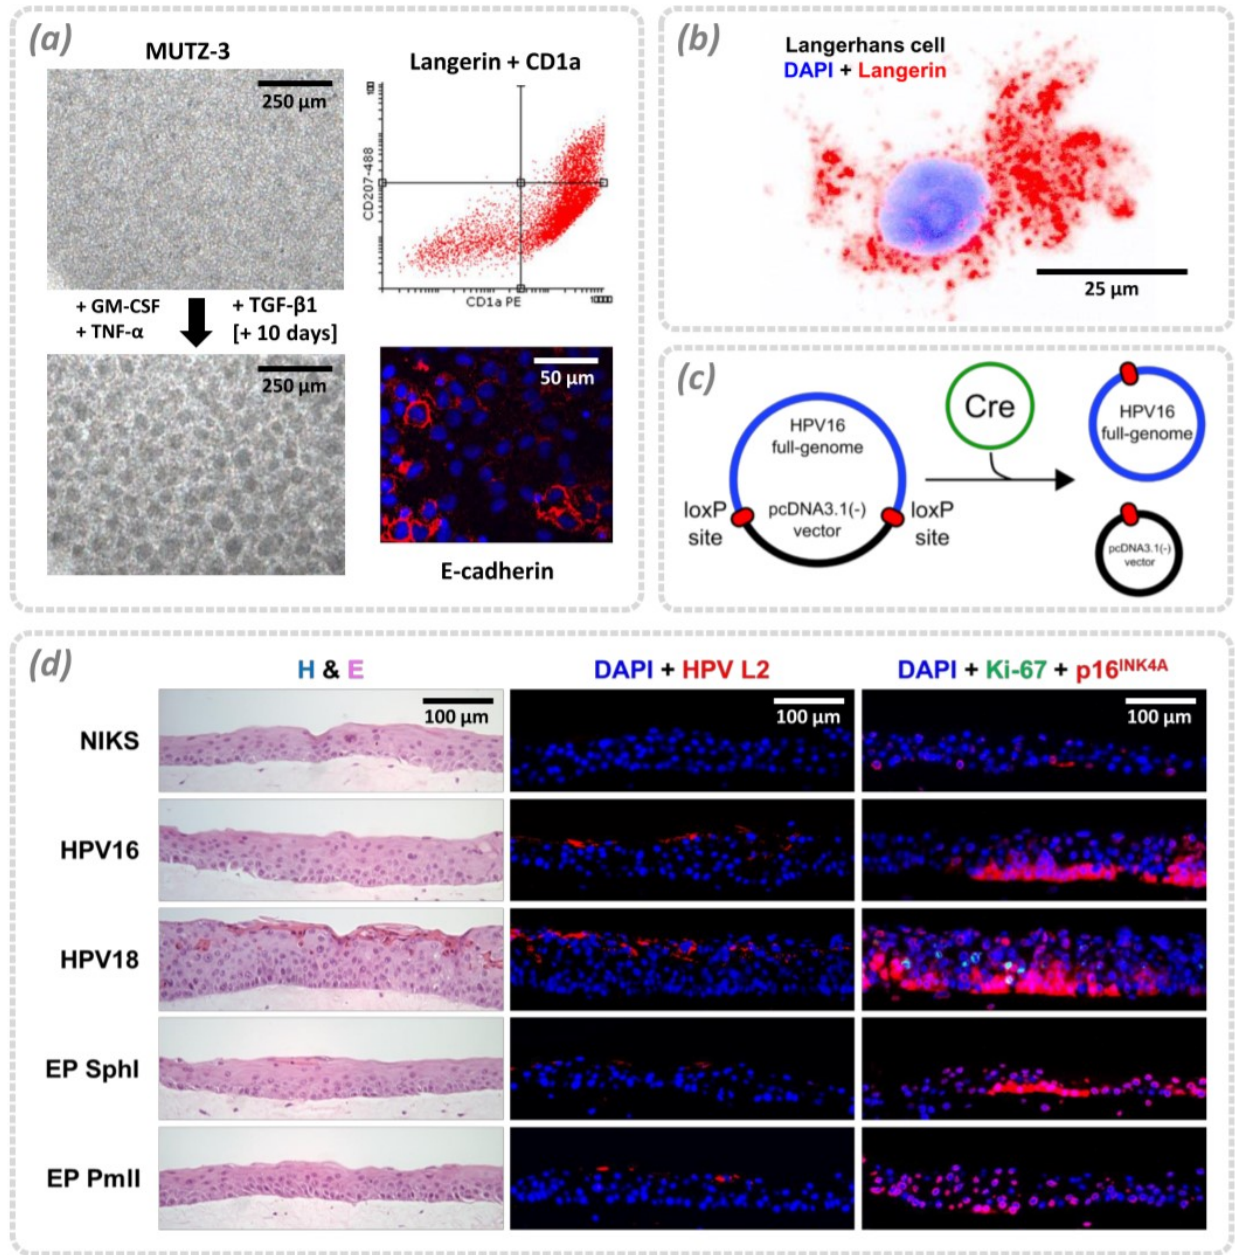 (a)
MUTZ-3
250 µm
+ GM-CSF
+ TNF-α
+ TGF-β1
[+ 10 days]
250 µm
Langerin + CD1a
CD207-488
CD1a PE
50 µm
E-cadherin
(b)
Langerhans cell
DAPI + Langerin
25 µm
(c)
HPV16
full-genome
loxP
site
pcDNA3.1(-)
vector
loxP
site
Cre
HPV16
full-genome
pcDNA3.1(-)
vector
(d)
H & E
DAPI + HPV L2
DAPI + Ki-67 + p16INK4A
100 µm
100 µm
100 µm
NIKS
HPV16
HPV18
EP SphI
EP PmlI